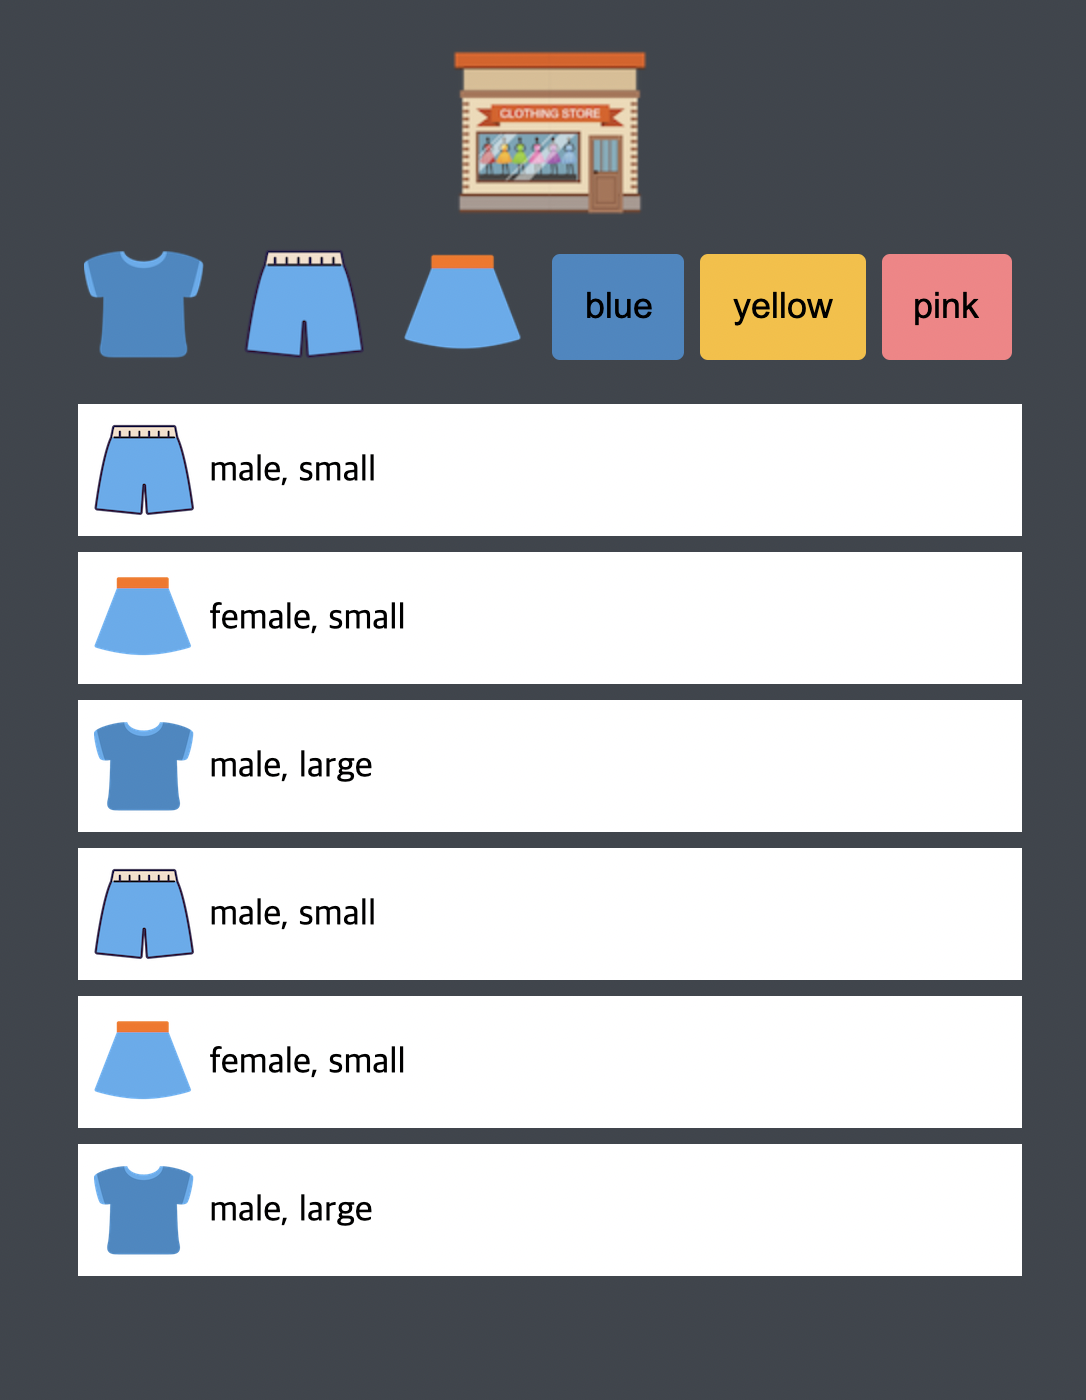 CLOTHING STORE
blue
yellow
pink
male, small
female, small
male, large
male, small
female, small
male, large